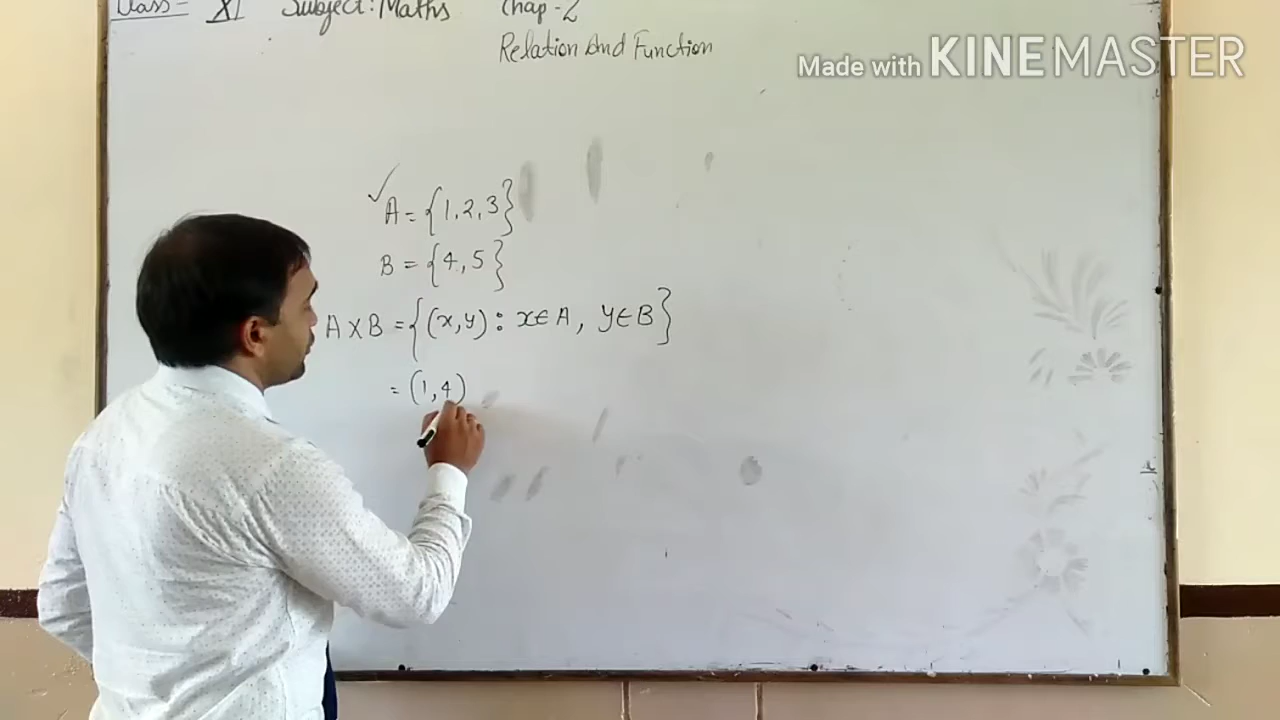 Class - XI Subject: Maths Chap - 2
Relation And Function
Made with KINEMASTER
✓
A = {1, 2, 3}
B = {4, 5}
A X B = {(x, y) : x ∈ A, y ∈ B}
= (1, 4)